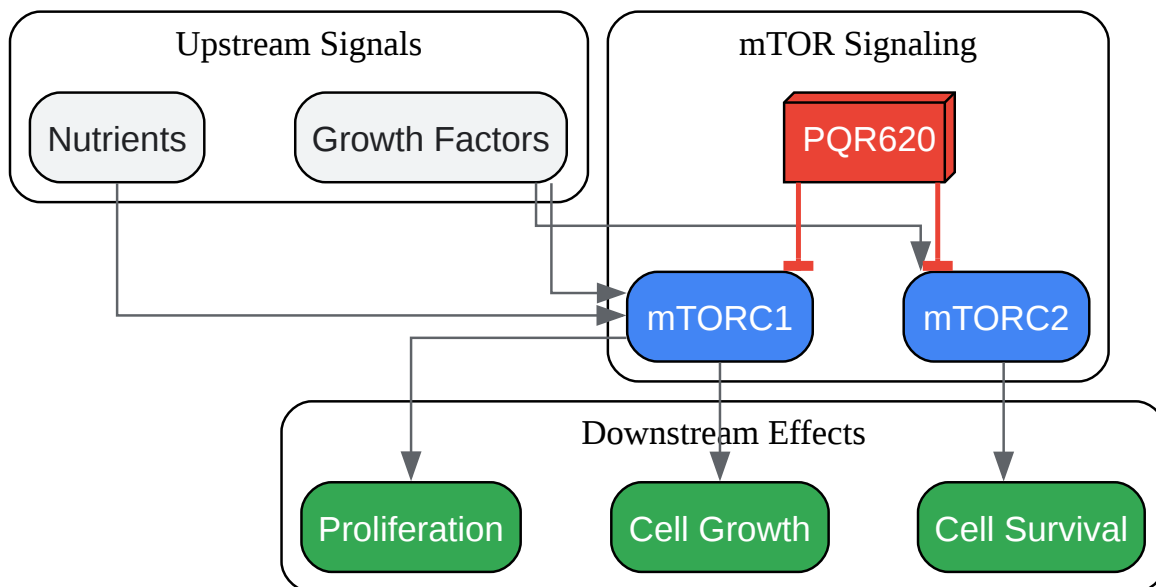 Upstream Signals
mTOR Signaling
Nutrients
Growth Factors
PQR620
mTORC1
mTORC2
Downstream Effects
Proliferation
Cell Growth
Cell Survival